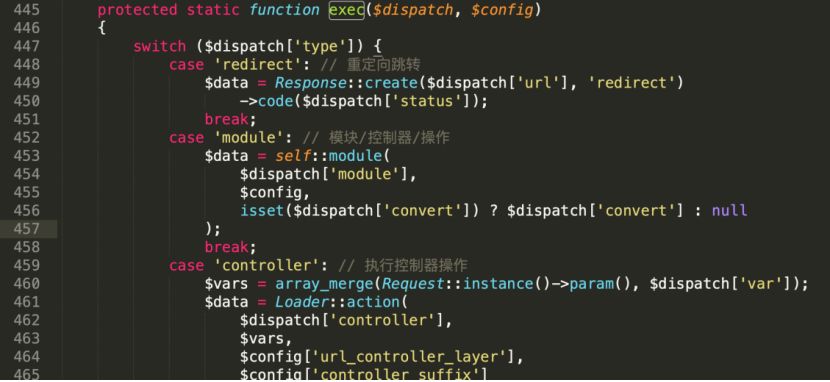 445 protected static function exec($dispatch, $config)
446 {
447 switch ($dispatch['type']) {
448 case 'redirect': // 重定向跳转
449 $data = Response::create($dispatch['url'], 'redirect')
450 ->code($dispatch['status']);
451 break;
452 case 'module': // 模块/控制器/操作
453 $data = self::module(
454 $dispatch['module'],
455 $config,
456 isset($dispatch['convert']) ? $dispatch['convert'] : null
457 );
458 break;
459 case 'controller': // 执行控制器操作
460 $vars = array_merge(Request::instance()->param(), $dispatch['var']);
461 $data = Loader::action(
462 $dispatch['controller'],
463 $vars,
464 $config['url_controller_layer'],
465 $config['controller_suffix']